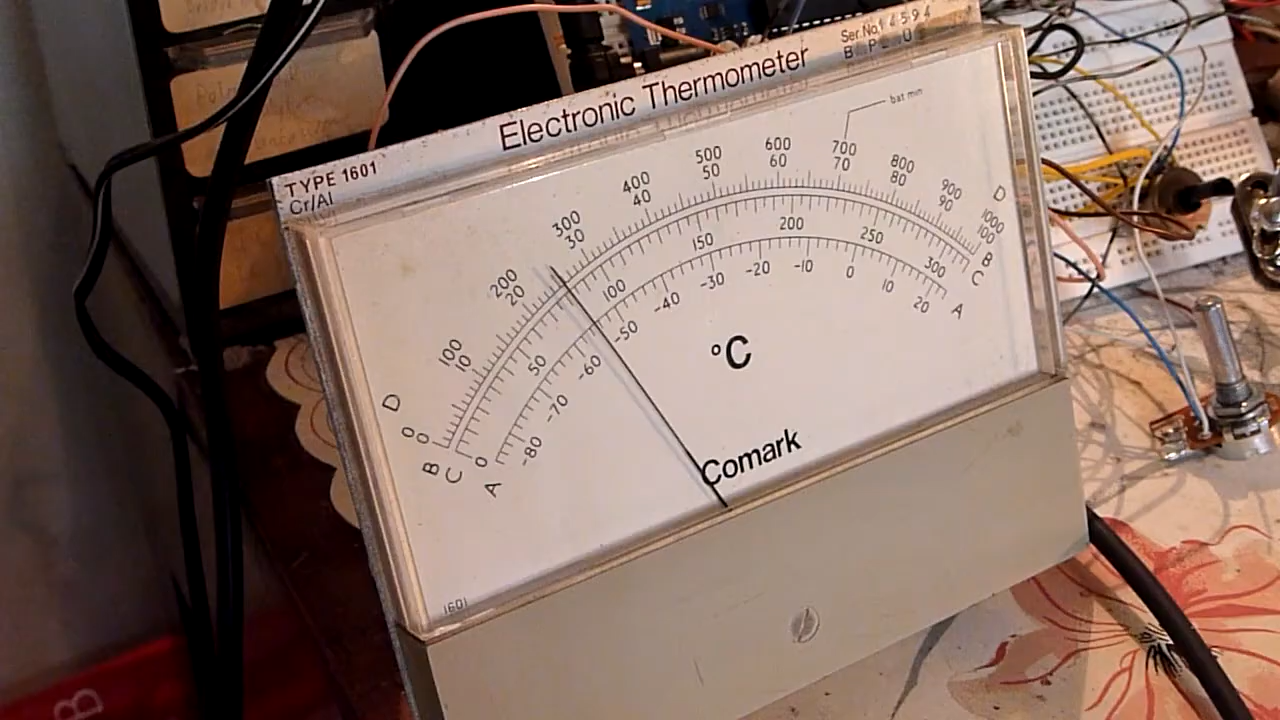 Electronic Thermometer
Ser.No.14594
TYPE 1601
Cr/Al
bat min
0 100 200 300 400 500 600 700 800 900 1000 D
0 10 20 30 40 50 60 70 80 90 100 B
D
B
C 0 50 100 150 200 250 300 C
A -80 -70 -60 -50 -40 -30 -20 -10 0 10 20 A
°C
Comark
1601
B